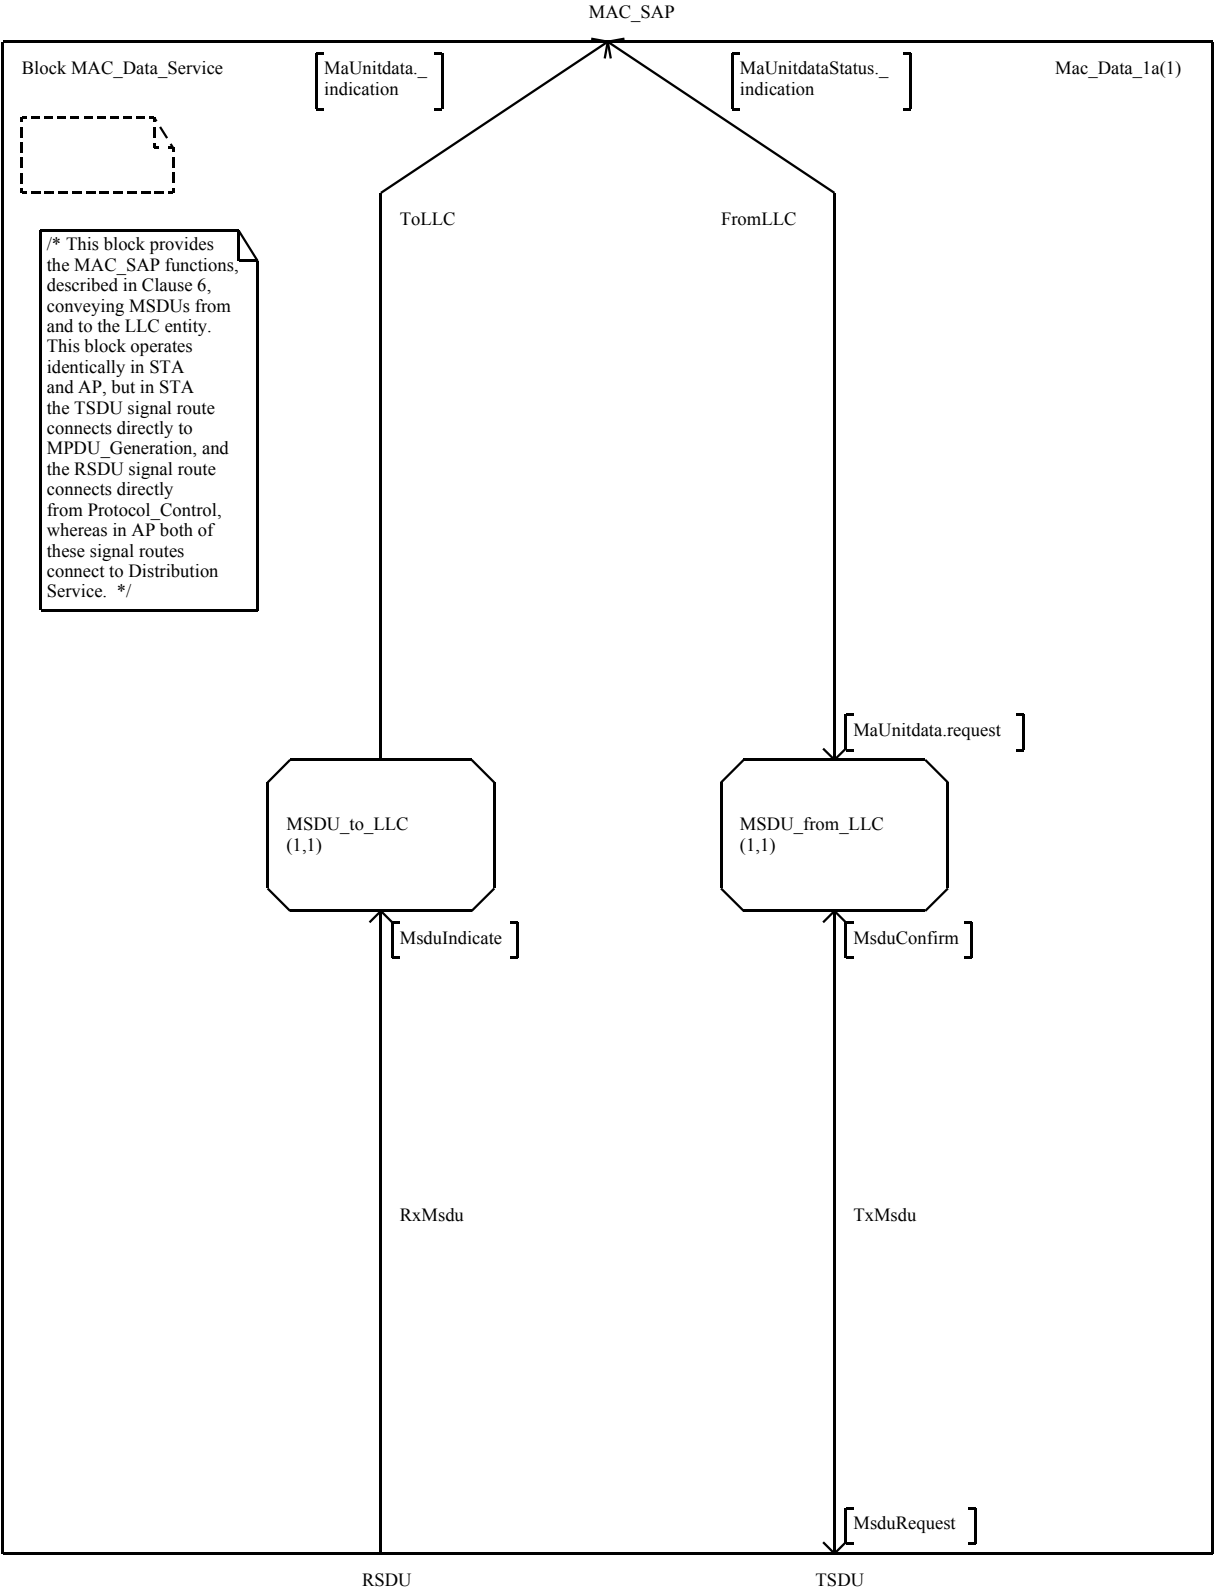 MAC_SAP
Block MAC_Data_Service
MaUnitdata._
indication
MaUnitdataStatus._
indication
Mac_Data_1a(1)
ToLLC
FromLLC
/* This block provides
the MAC_SAP functions,
described in Clause 6,
conveying MSDUs from
and to the LLC entity.
This block operates
identically in STA
and AP, but in STA
the TSDU signal route
connects directly to
MPDU_Generation, and
the RSDU signal route
connects directly
from Protocol_Control,
whereas in AP both of
these signal routes
connect to Distribution
Service.  */
MaUnitdata.request
MSDU_to_LLC
(1,1)
MSDU_from_LLC
(1,1)
MsduIndicate
MsduConfirm
RxMsdu
TxMsdu
MsduRequest
RSDU
TSDU